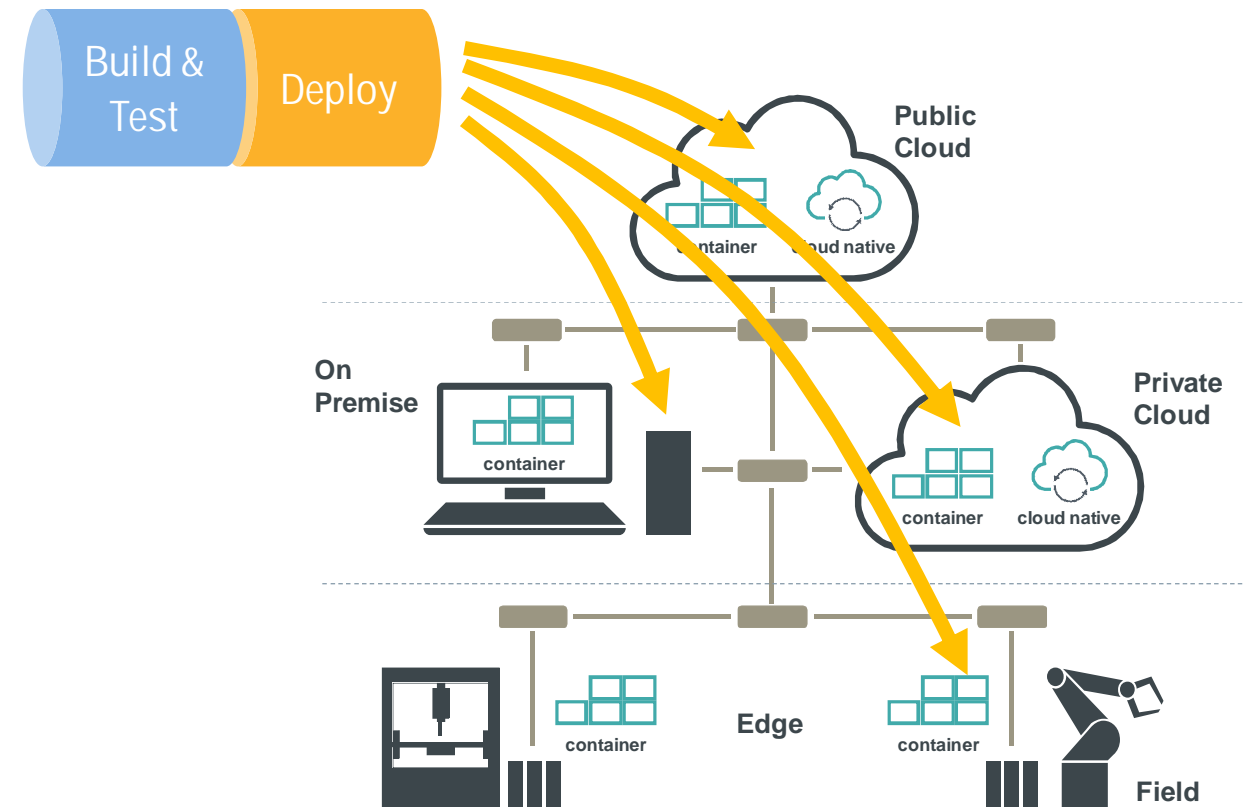 Build &
Test
Deploy
Public
Cloud
container
cloud native
On
Premise
container
Private
Cloud
container
cloud native
container
Edge
container
Field